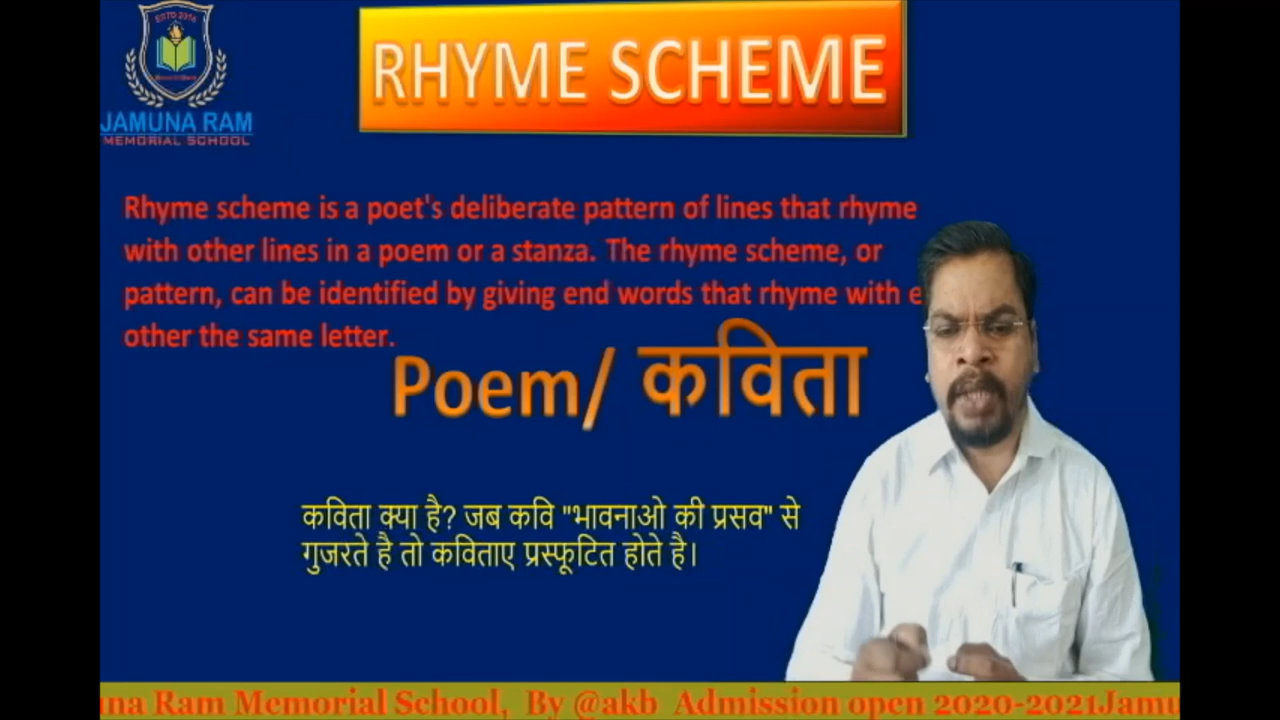 ESTD 2014
JAMUNA RAM
MEMORIAL SCHOOL
RHYME SCHEME
Rhyme scheme is a poet's deliberate pattern of lines that rhyme
with other lines in a poem or a stanza. The rhyme scheme, or
pattern, can be identified by giving end words that rhyme with e
other the same letter.
Poem/ कविता
कविता क्या है? जब कवि "भावनाओ की प्रसव" से
गुजरते है तो कविताए प्रस्फूटित होते है।
una Ram Memorial School, By @akb Admission open 2020-2021Jamu